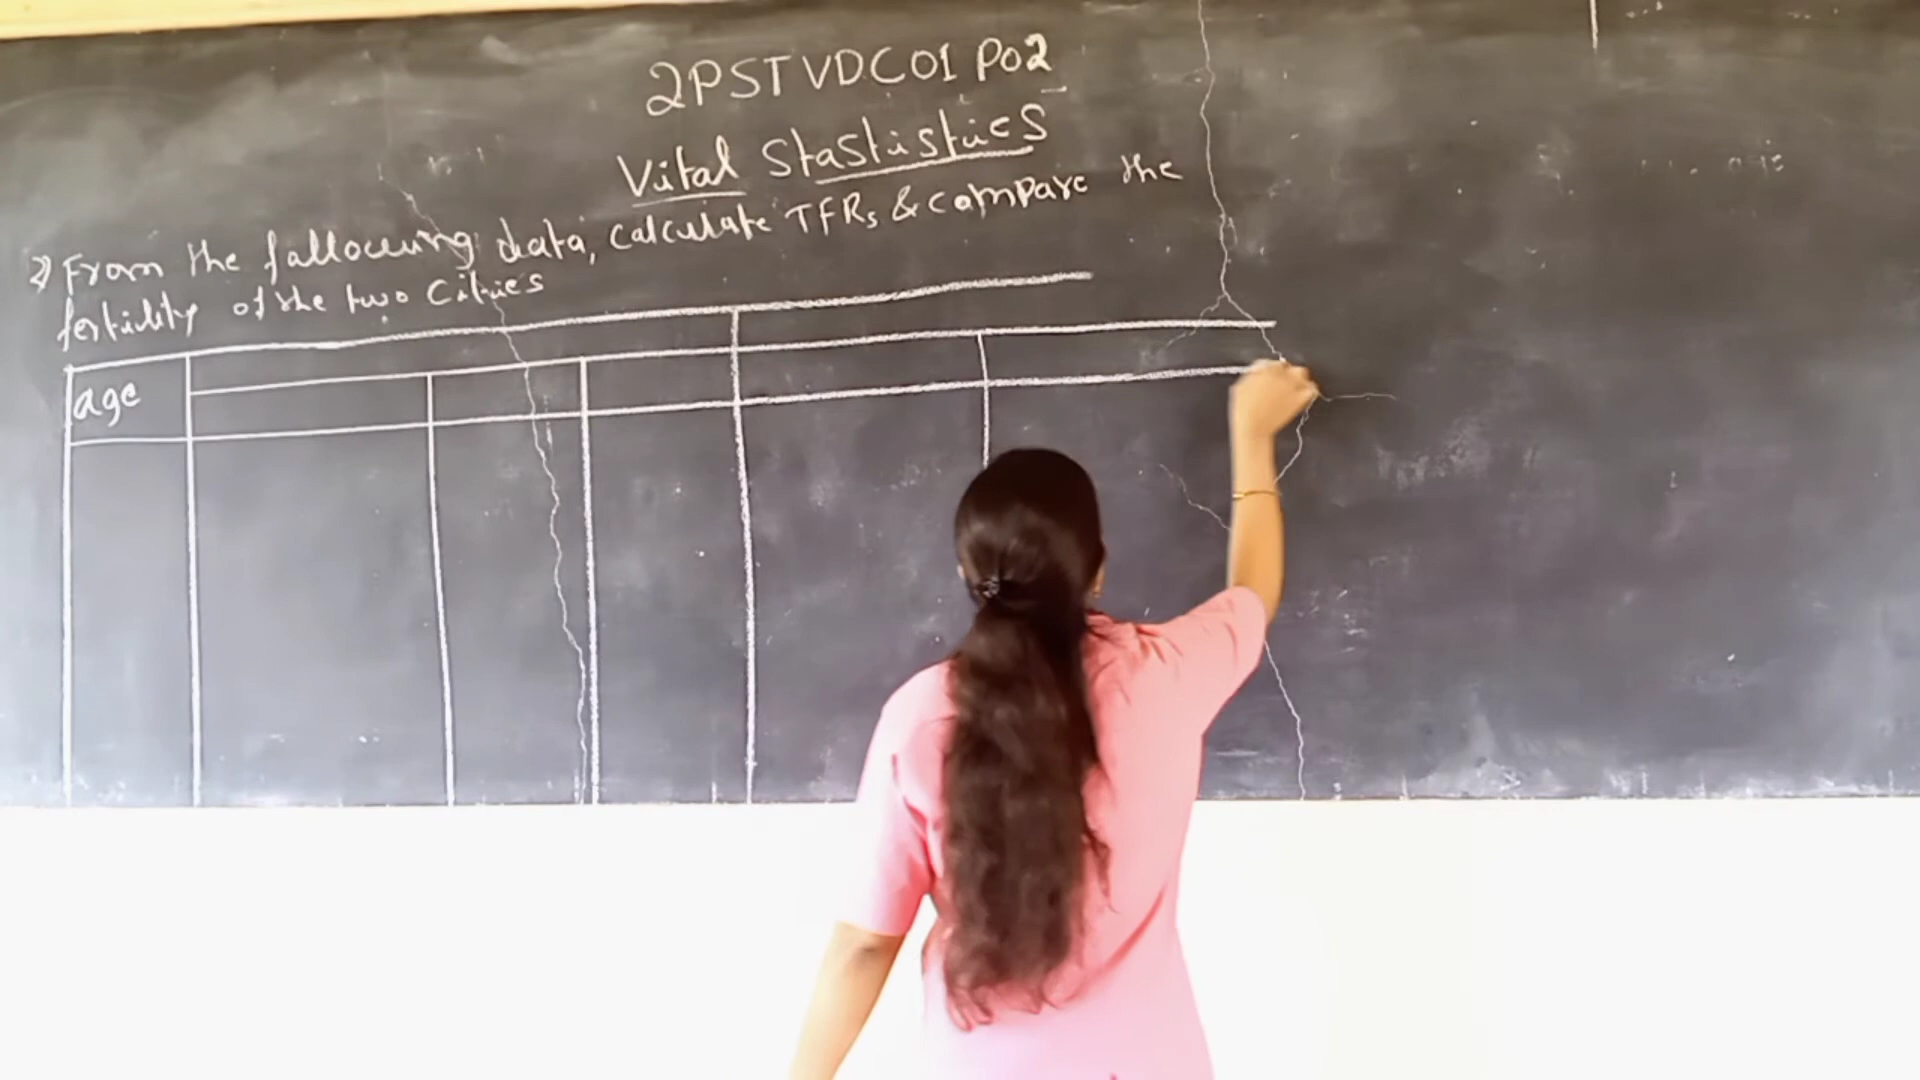 2PSTVDC01 P02
Vital Stastistics
2) From the fallowing data, calculate TFRs & compare the
fertility of the two Cities
age